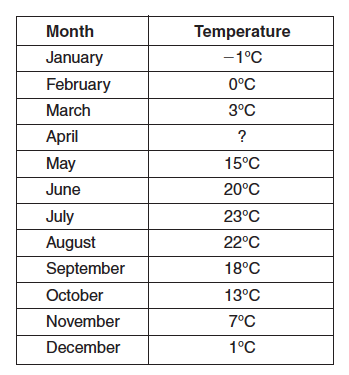 Month Temperature
January –1°C
February 0°C
March 3°C
April ?
May 15°C
June 20°C
July 23°C
August 22°C
September 18°C
October 13°C
November 7°C
December 1°C